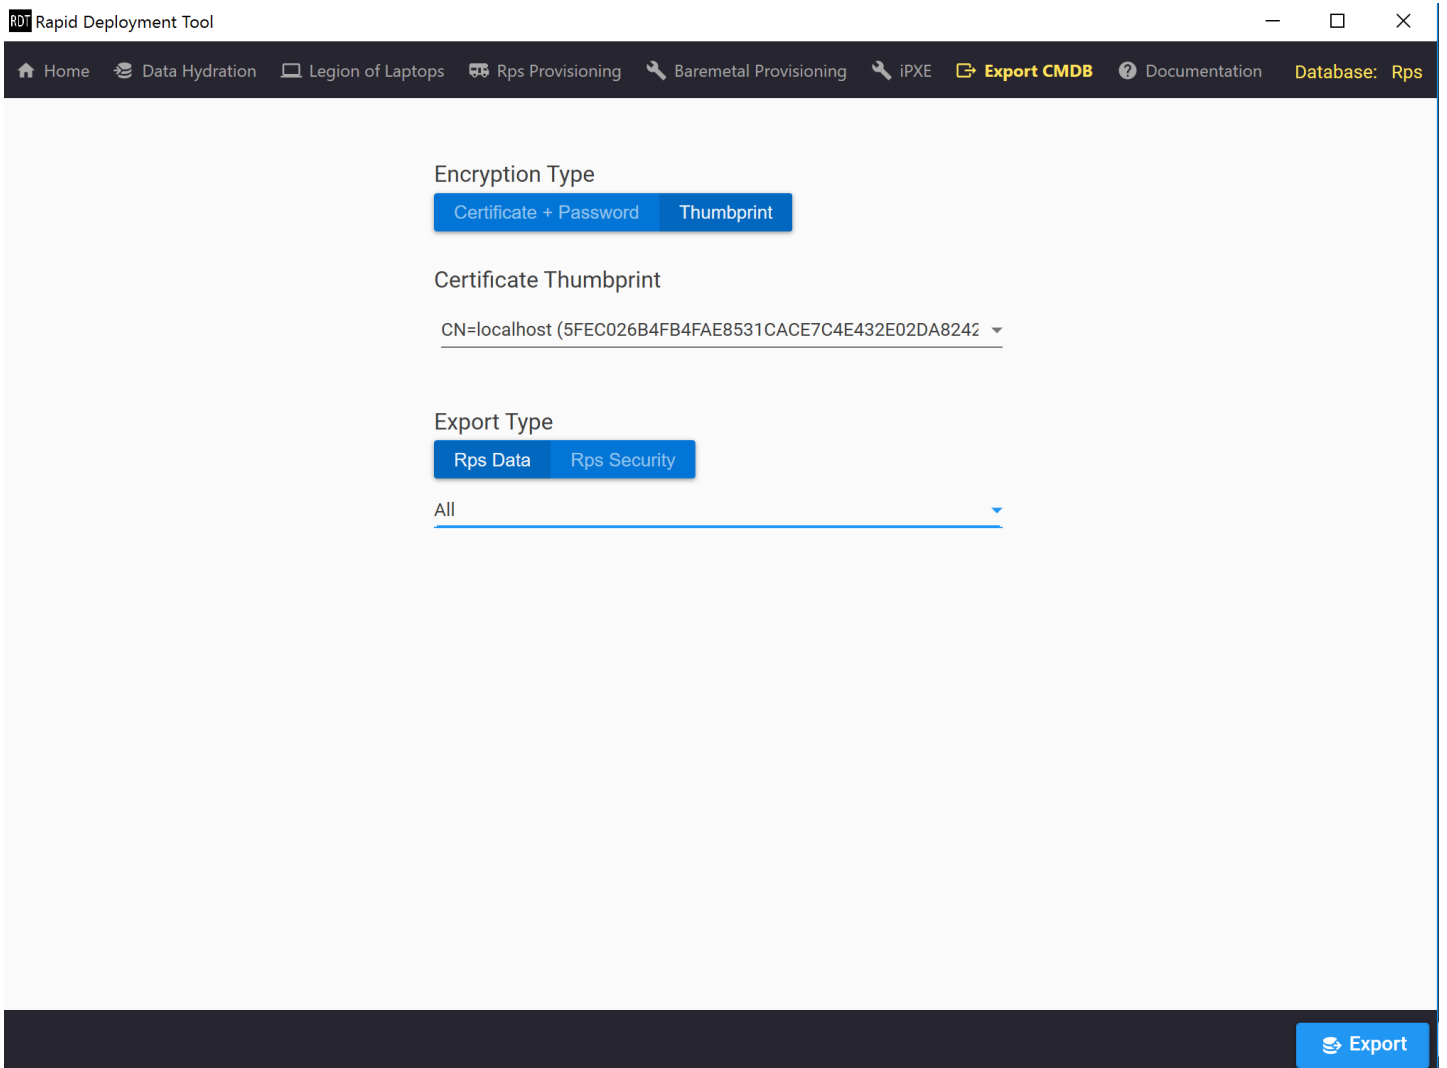 RDT Rapid Deployment Tool
Home Data Hydration Legion of Laptops Rps Provisioning Baremetal Provisioning iPXE Export CMDB Documentation Database: Rps
Encryption Type
Certificate + Password Thumbprint
Certificate Thumbprint
CN=localhost (5FEC026B4FB4FAE8531CACE7C4E432E02DA8242
Export Type
Rps Data Rps Security
All
Export